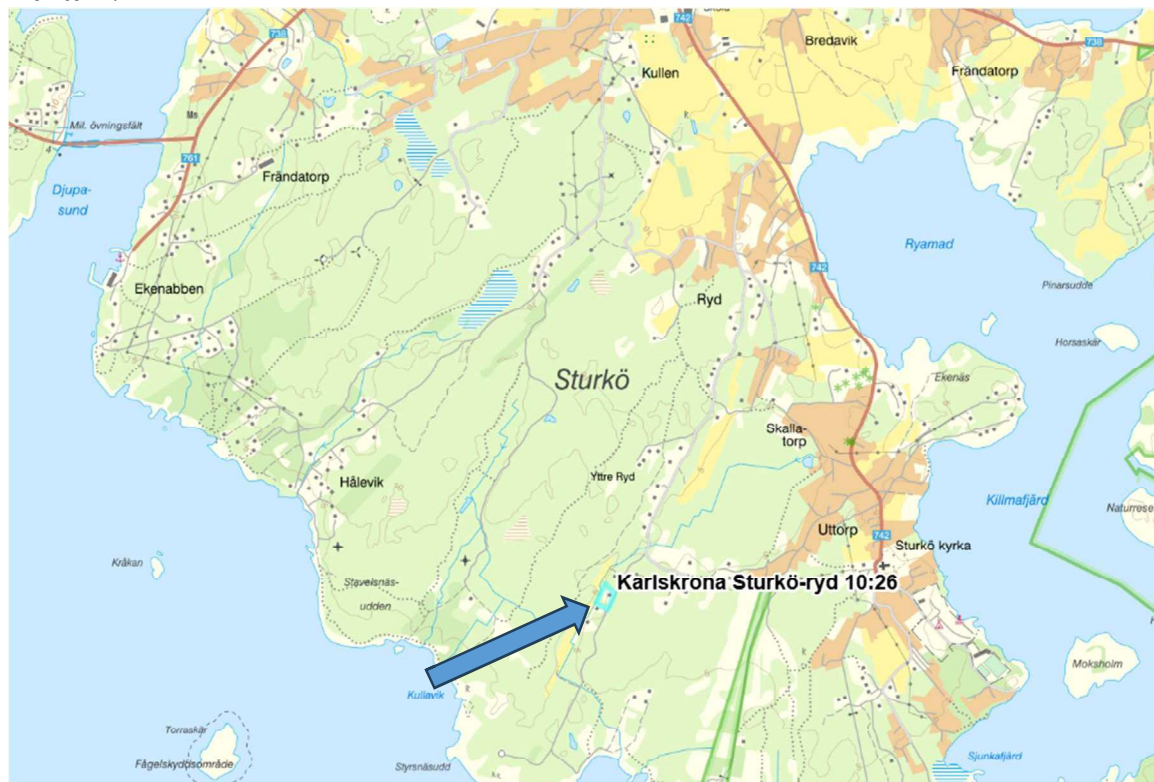 742
Skola
738
Bredavik
738
Kullen
Frändatorp
Ms
Mil. övningsfält
761
Frändatorp
Djupa-
sund
Ryamad
Ekenabben
742
Pinarsudde
Ryd
Horsaskär
Sturkö
Ekenäs
Skalla-
torp
Yttre Ryd
Hålevik
Killmafjärd
Naturrese
Uttorp
742
Sturkö kyrka
Kråkan
Karlskrona Sturkö-ryd 10:26
Stavelsnäs-
udden
Moksholm
Kullavik
Torraskär
Fågelskyddsområde
Styrsnäsudd
Sjunkafjärd